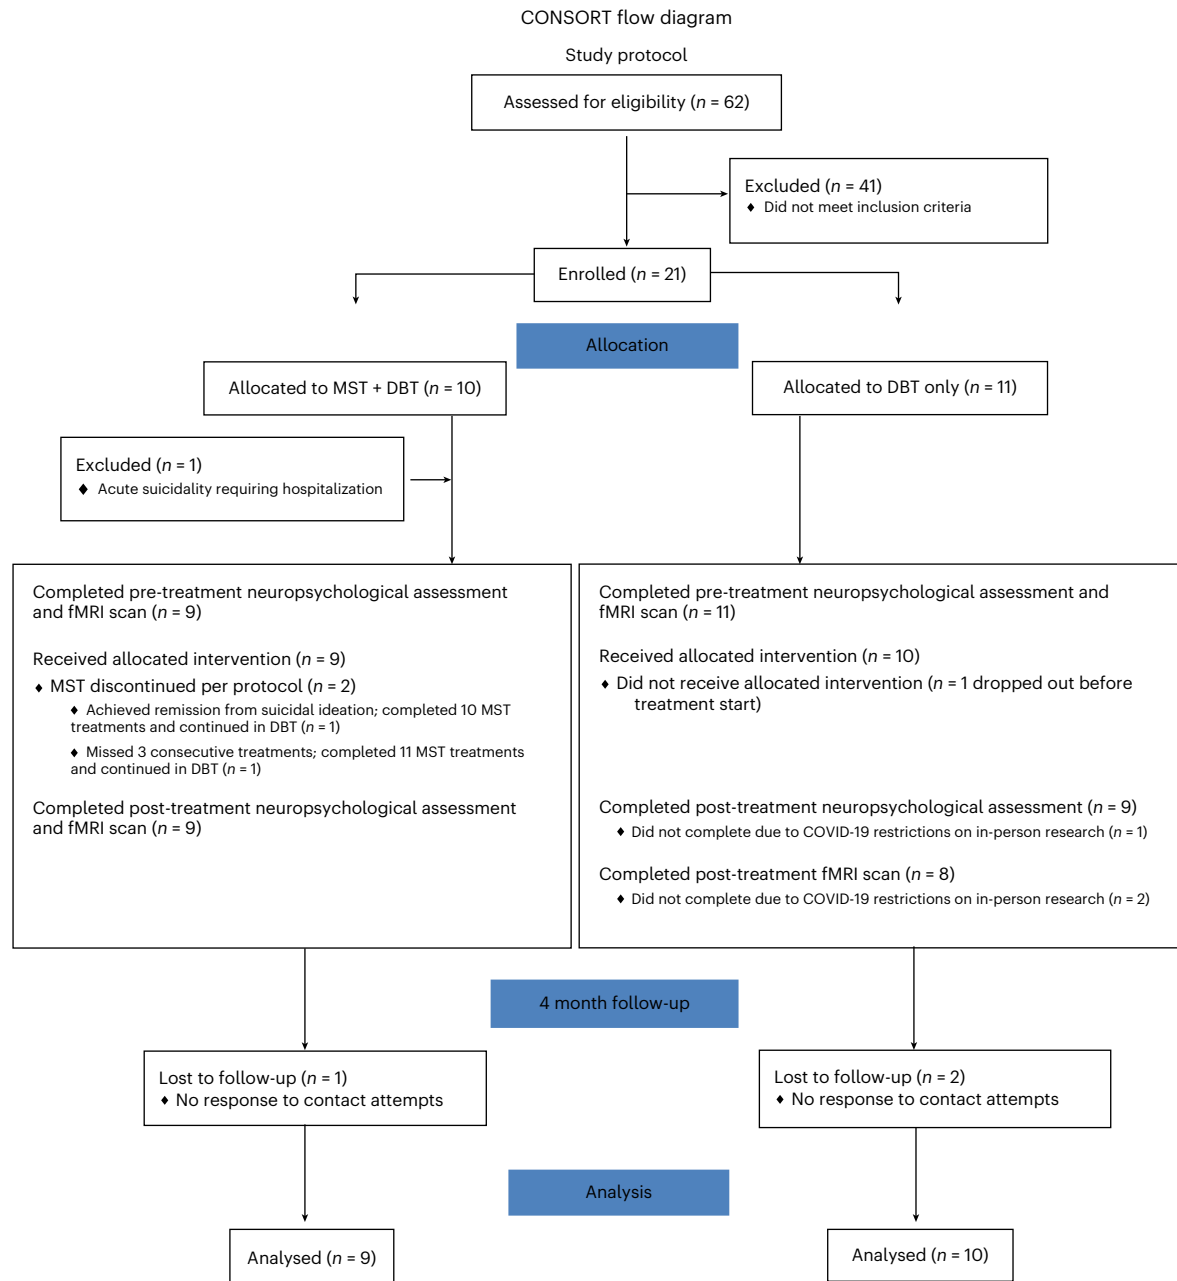 CONSORT flow diagram
Study protocol
Assessed for eligibility (n = 62)
Excluded (n = 41)
♦ Did not meet inclusion criteria
Enrolled (n = 21)
Allocation
Allocated to MST + DBT (n = 10)
Allocated to DBT only (n = 11)
Excluded (n = 1)
♦ Acute suicidality requiring hospitalization
Completed pre-treatment neuropsychological assessment
and fMRI scan (n = 9)
Received allocated intervention (n = 9)
♦ MST discontinued per protocol (n = 2)
♦ Achieved remission from suicidal ideation; completed 10 MST
treatments and continued in DBT (n = 1)
♦ Missed 3 consecutive treatments; completed 11 MST treatments
and continued in DBT (n = 1)
Completed post-treatment neuropsychological assessment
and fMRI scan (n = 9)
Completed pre-treatment neuropsychological assessment and
fMRI scan (n = 11)
Received allocated intervention (n = 10)
♦ Did not receive allocated intervention (n = 1 dropped out before
treatment start)
Completed post-treatment neuropsychological assessment (n = 9)
♦ Did not complete due to COVID-19 restrictions on in-person research (n = 1)
Completed post-treatment fMRI scan (n = 8)
♦ Did not complete due to COVID-19 restrictions on in-person research (n = 2)
4 month follow-up
Lost to follow-up (n = 1)
♦ No response to contact attempts
Lost to follow-up (n = 2)
♦ No response to contact attempts
Analysis
Analysed (n = 9)
Analysed (n = 10)